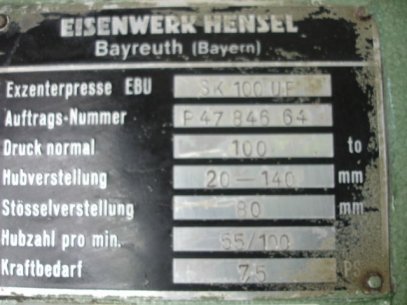 EISENWERK HENSEL
Bayreuth (Bayern)
Exzenterpresse EBU SK 100 UE
Auftrags-Nummer P 47 846 64
Druck normal 100 to
Hubverstellung 20 — 140 mm
Stösselverstellung 80 mm
Hubzahl pro min. 55/100
Kraftbedarf 7,5 PS